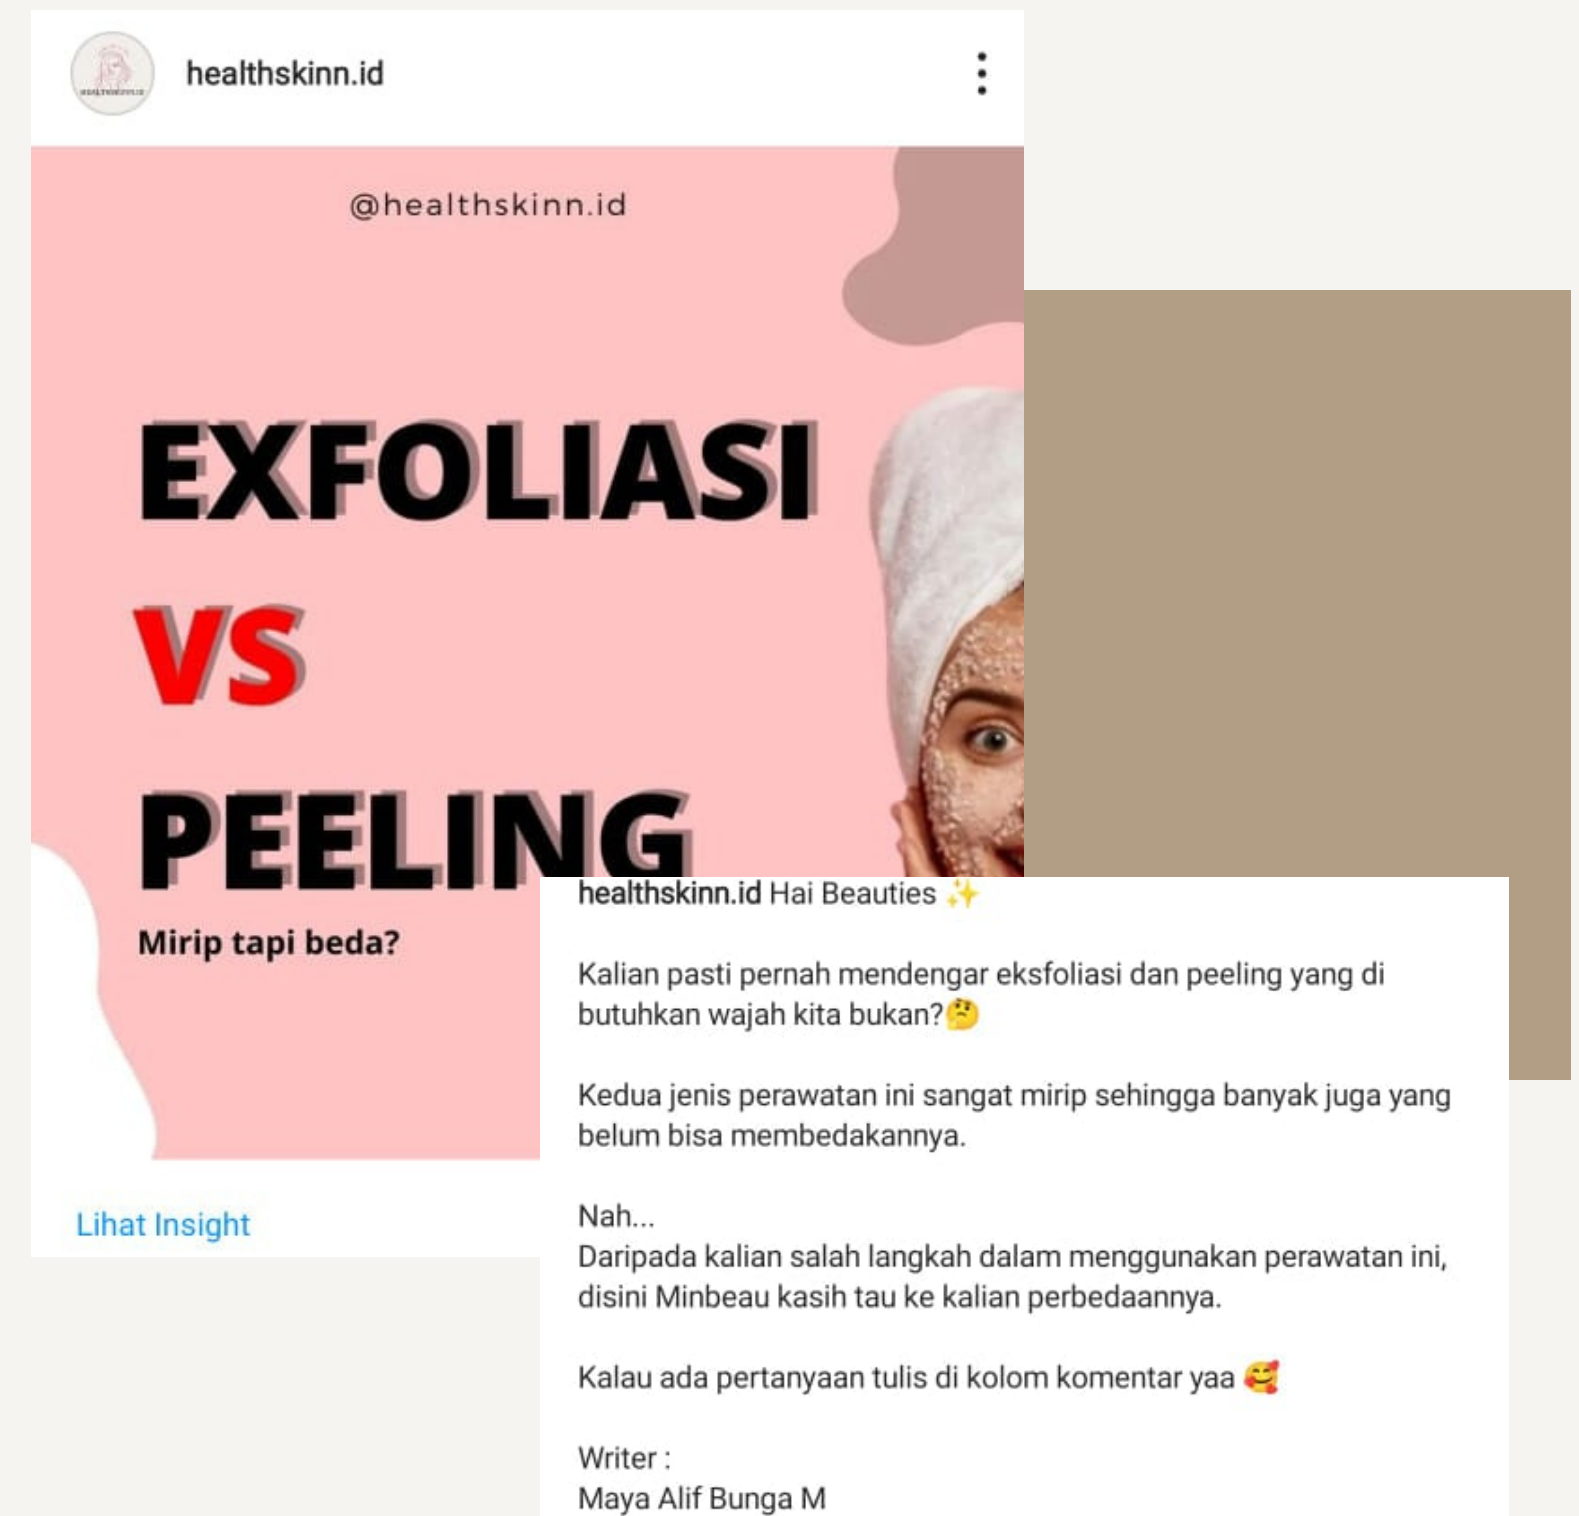 healthskinn.id
HEALTHSKINN.ID
@healthskinn.id
EXFOLIASI
VS
PEELING
Mirip tapi beda?
Lihat Insight
healthskinn.id Hai Beauties ✨
Kalian pasti pernah mendengar eksfoliasi dan peeling yang di
butuhkan wajah kita bukan?🤔
Kedua jenis perawatan ini sangat mirip sehingga banyak juga yang
belum bisa membedakannya.
Nah...
Daripada kalian salah langkah dalam menggunakan perawatan ini,
disini Minbeau kasih tau ke kalian perbedaannya.
Kalau ada pertanyaan tulis di kolom komentar yaa 🥰
Writer :
Maya Alif Bunga M